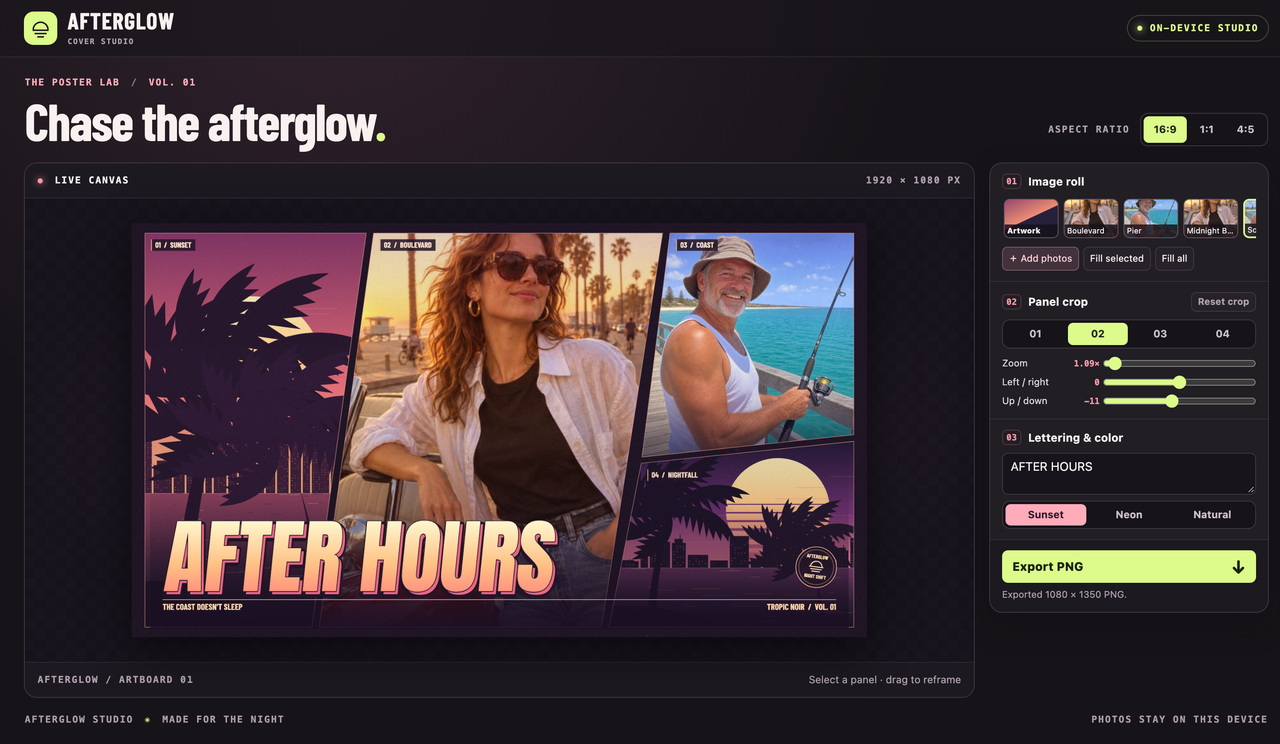 AFTERGLOW
COVER STUDIO
ON-DEVICE STUDIO
THE POSTER LAB / VOL. 01
Chase the afterglow.
ASPECT RATIO
16:9
1:1
4:5
LIVE CANVAS
1920 × 1080 PX
01 / SUNSET
02 / BOULEVARD
03 / COAST
04 / NIGHTFALL
AFTER HOURS
AFTERGLOW
NIGHT SHIFT
THE COAST DOESN'T SLEEP
TROPIC NOIR / VOL. 01
AFTERGLOW / ARTBOARD 01
Select a panel · drag to reframe
01 Image roll
Artwork
Boulevard
Pier
Midnight B…
Sc
+ Add photos
Fill selected
Fill all
02 Panel crop
Reset crop
01
02
03
04
Zoom 1.09×
Left / right 0
Up / down −11
03 Lettering & color
AFTER HOURS
Sunset
Neon
Natural
Export PNG
Exported 1080 × 1350 PNG.
AFTERGLOW STUDIO
MADE FOR THE NIGHT
PHOTOS STAY ON THIS DEVICE